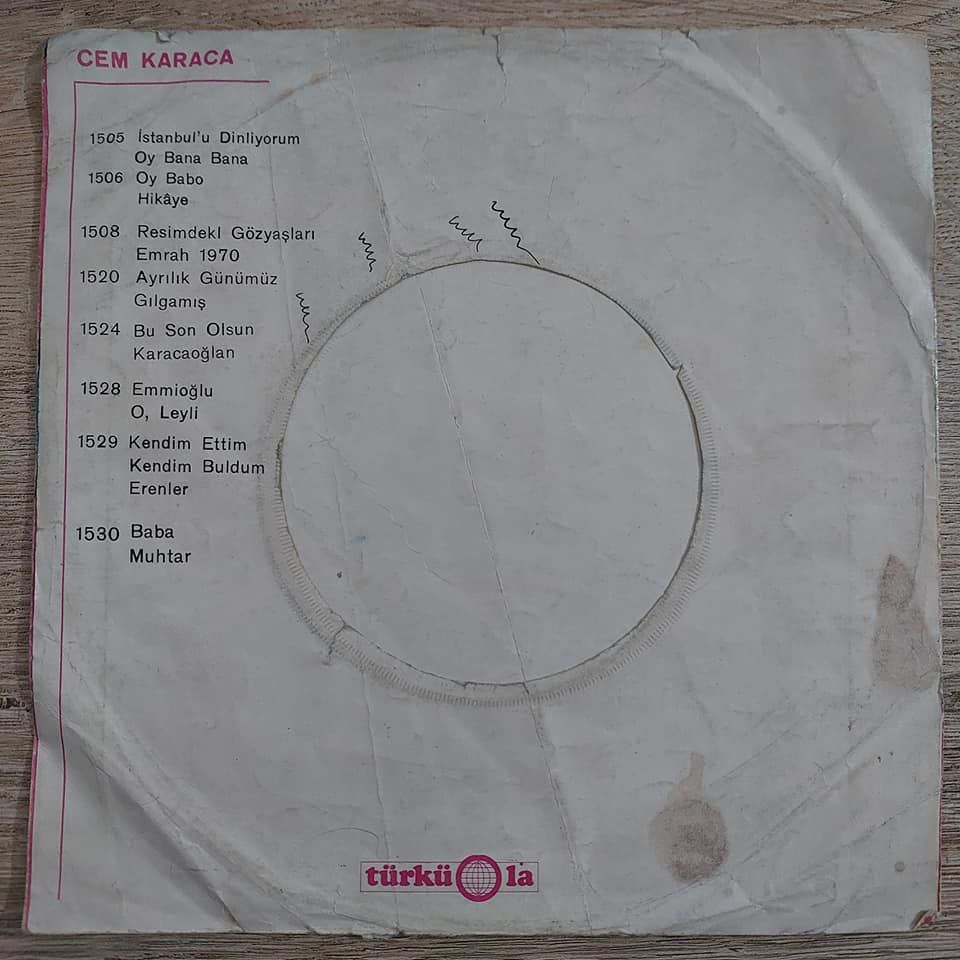 CEM KARACA
1505 İstanbul'u Dinliyorum
Oy Bana Bana
1506 Oy Babo
Hikâye
1508 Resimdekl Gözyaşları
Emrah 1970
1520 Ayrılık Günümüz
Gılgamış
1524 Bu Son Olsun
Karacaoğlan
1528 Emmioğlu
O, Leyli
1529 Kendim Ettim
Kendim Buldum
Erenler
1530 Baba
Muhtar
türkü la